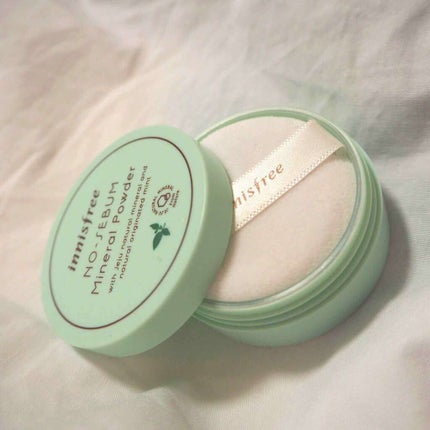 innisfree
NO-SEBUM
Mineral Powder
with Jeju natural mineral and
natural originated mint
innisfree